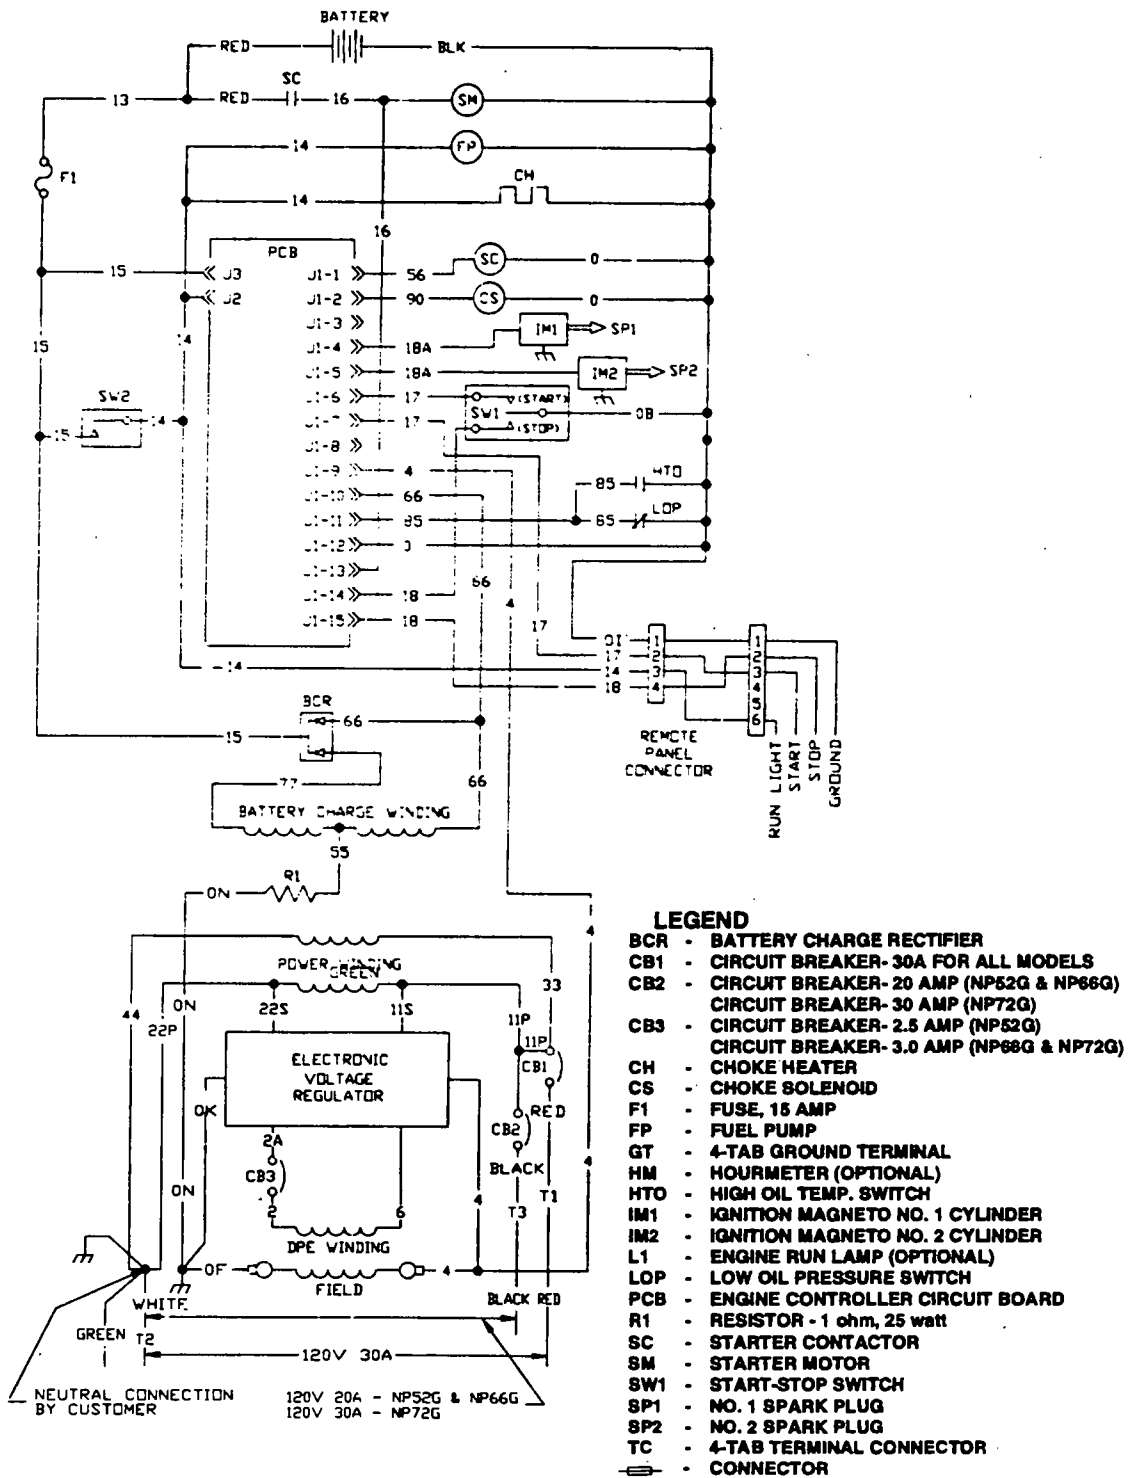 BATTERY
RED
BLK
SC
13
RED
16
SM
14
FP
F1
CH
14
16
PCB
15
J3
J1-1
56
SC
0
J2
J1-2
90
CS
0
J1-3
14
IM1
SP1
15
J1-4
18A
J1-5
18A
IM2
SP2
SW2
J1-6
17
(START)
SW1
0B
14
J1-7
17
(STOP)
15
J1-8
HTO
J1-9
4
85
J1-10
66
LOP
J1-11
85
85
J1-12
0
J1-13
66
J1-14
18
4
J1-15
18
17
01
1
1
17
2
2
14
14
3
3
18
4
4
5
6
BCR
66
15
REMOTE
PANEL
CONNECTOR
RUN LIGHT
START
STOP
GROUND
77
66
BATTERY CHARGE WINDING
55
R1
0N
4
4
POWER WINDING
GREEN
33
0N
44
22P
22S
11S
11P
11P
ELECTRONIC
VOLTAGE
REGULATOR
CB1
0K
RED
CB2
2A
BLACK
CB3
4
T1
0N
2
6
T3
DPE WINDING
0F
4
FIELD
WHITE
BLACK RED
GREEN T2
120V 30A
NEUTRAL CONNECTION
BY CUSTOMER
120V 20A - NP52G & NP66G
120V 30A - NP72G
LEGEND
BCR - BATTERY CHARGE RECTIFIER
CB1 - CIRCUIT BREAKER- 30A FOR ALL MODELS
CB2 - CIRCUIT BREAKER- 20 AMP (NP52G & NP66G)
CIRCUIT BREAKER- 30 AMP (NP72G)
CB3 - CIRCUIT BREAKER- 2.5 AMP (NP52G)
CIRCUIT BREAKER- 3.0 AMP (NP66G & NP72G)
CH - CHOKE HEATER
CS - CHOKE SOLENOID
F1 - FUSE, 15 AMP
FP - FUEL PUMP
GT - 4-TAB GROUND TERMINAL
HM - HOURMETER (OPTIONAL)
HTO - HIGH OIL TEMP. SWITCH
IM1 - IGNITION MAGNETO NO. 1 CYLINDER
IM2 - IGNITION MAGNETO NO. 2 CYLINDER
L1 - ENGINE RUN LAMP (OPTIONAL)
LOP - LOW OIL PRESSURE SWITCH
PCB - ENGINE CONTROLLER CIRCUIT BOARD
R1 - RESISTOR - 1 ohm, 25 watt
SC - STARTER CONTACTOR
SM - STARTER MOTOR
SW1 - START-STOP SWITCH
SP1 - NO. 1 SPARK PLUG
SP2 - NO. 2 SPARK PLUG
TC - 4-TAB TERMINAL CONNECTOR
- CONNECTOR